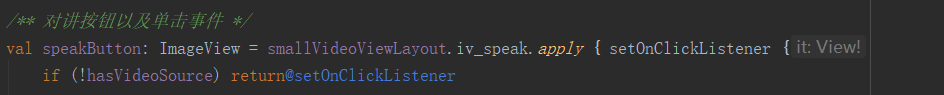 /** 对讲按钮以及单击事件 */
val speakButton: ImageView = smallVideoViewLayout.iv_speak.apply { setOnClickListener { it: View!
if (!hasVideoSource) return@setOnClickListener